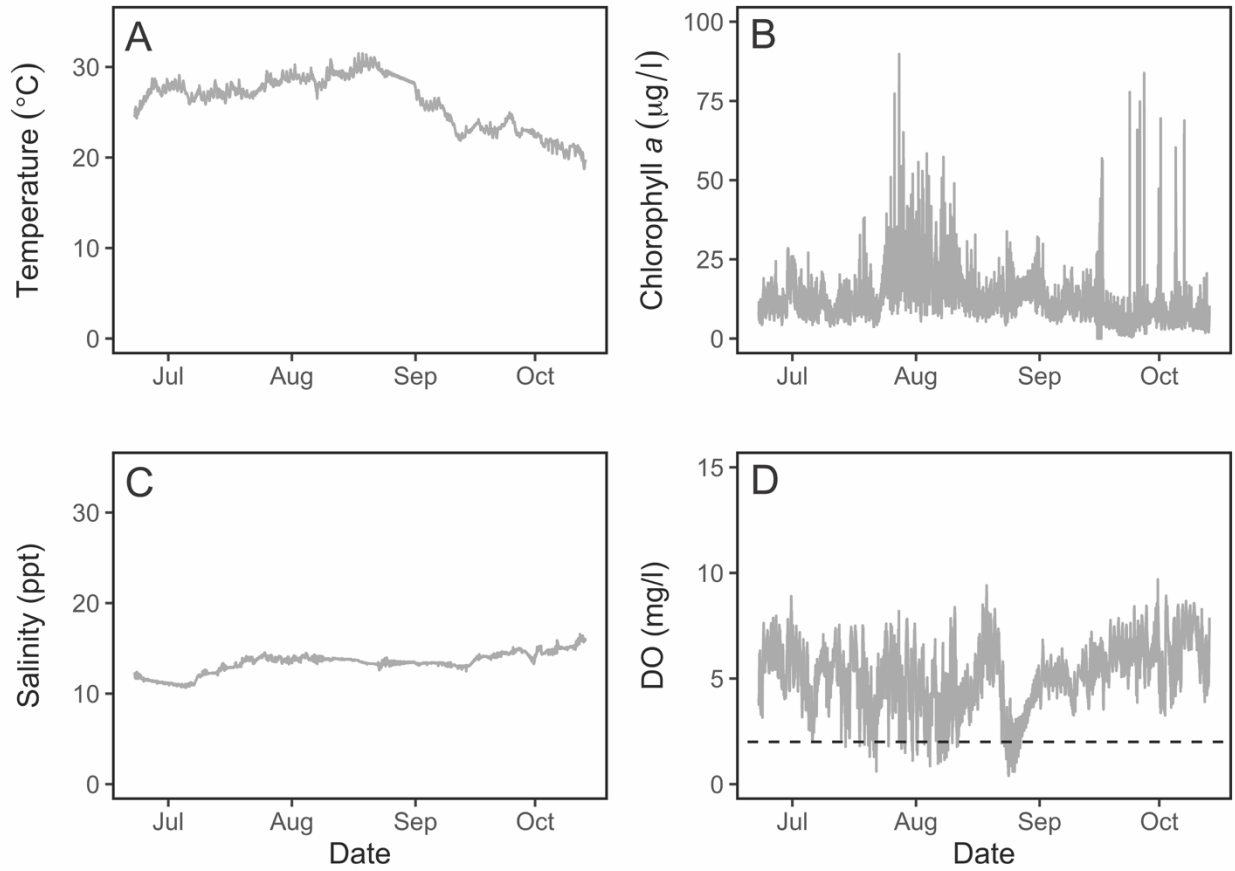 A
Temperature (°C)
30
20
10
0
Jul Aug Sep Oct
B
Chlorophyll a (μg/l)
100
75
50
25
0
Jul Aug Sep Oct
C
Salinity (ppt)
30
20
10
0
Jul Aug Sep Oct
Date
D
DO (mg/l)
15
10
5
0
Jul Aug Sep Oct
Date